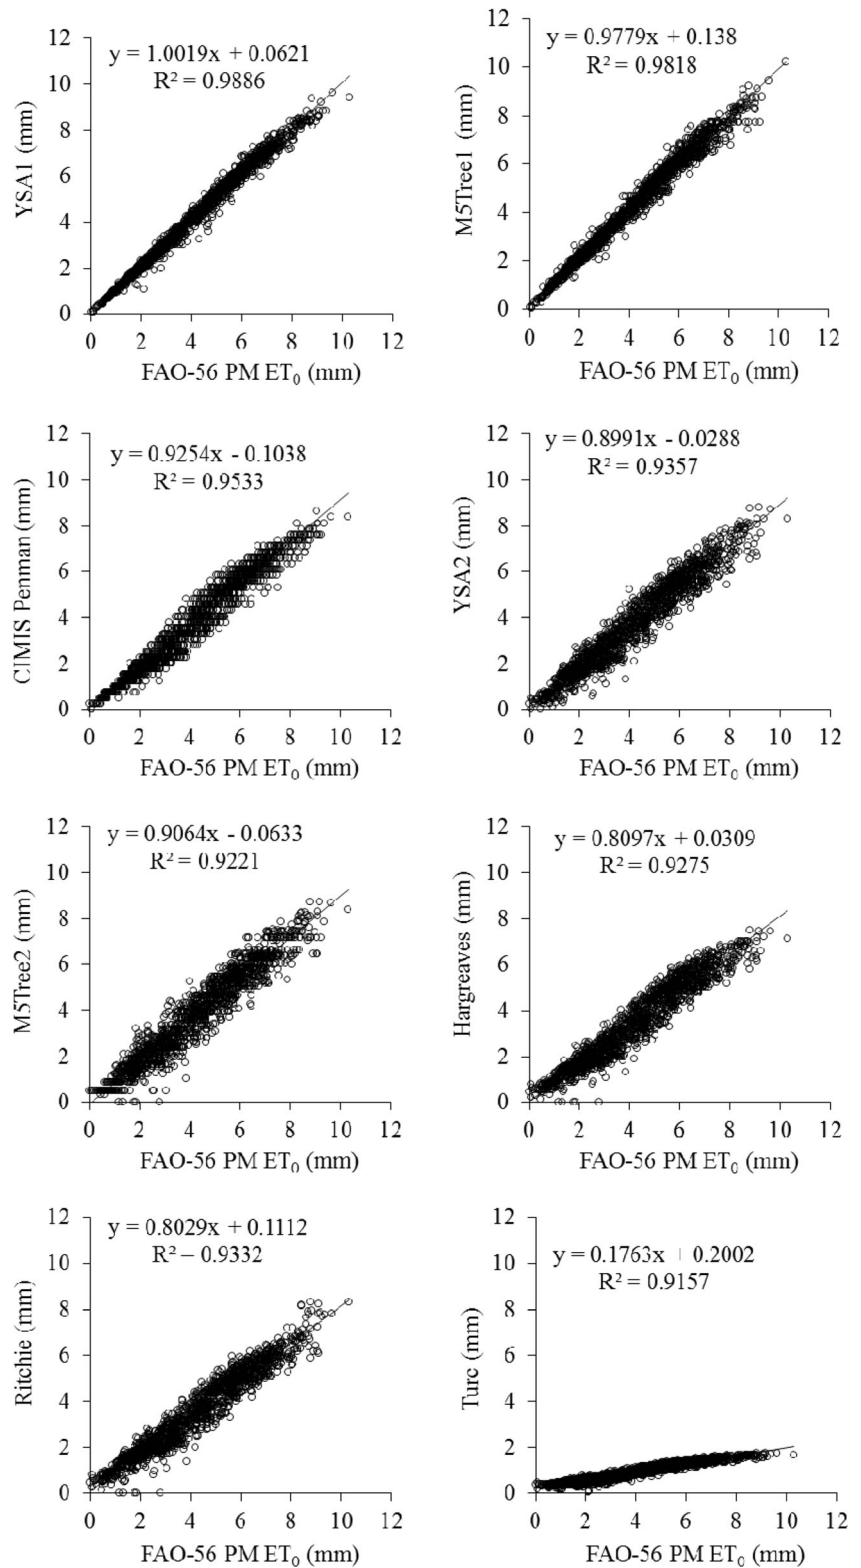 y = 1.0019x + 0.0621
R² = 0.9886
YSA1 (mm)
12
10
8
6
4
2
0
0 2 4 6 8 10 12
FAO-56 PM ET₀ (mm)
y = 0.9779x + 0.138
R² = 0.9818
M5Tree1 (mm)
12
10
8
6
4
2
0
0 2 4 6 8 10 12
FAO-56 PM ET₀ (mm)
y = 0.9254x - 0.1038
R² = 0.9533
CIMIS Penman (mm)
12
10
8
6
4
2
0
0 2 4 6 8 10 12
FAO-56 PM ET₀ (mm)
y = 0.8991x - 0.0288
R² = 0.9357
YSA2 (mm)
12
10
8
6
4
2
0
0 2 4 6 8 10 12
FAO-56 PM ET₀ (mm)
y = 0.9064x - 0.0633
R² = 0.9221
M5Tree2 (mm)
12
10
8
6
4
2
0
0 2 4 6 8 10 12
FAO-56 PM ET₀ (mm)
y = 0.8097x + 0.0309
R² = 0.9275
Hargreaves (mm)
12
10
8
6
4
2
0
0 2 4 6 8 10 12
FAO-56 PM ET₀ (mm)
y = 0.8029x + 0.1112
R² = 0.9332
Ritchie (mm)
12
10
8
6
4
2
0
0 2 4 6 8 10 12
FAO-56 PM ET₀ (mm)
y = 0.1763x + 0.2002
R² = 0.9157
Turc (mm)
12
10
8
6
4
2
0
0 2 4 6 8 10 12
FAO-56 PM ET₀ (mm)